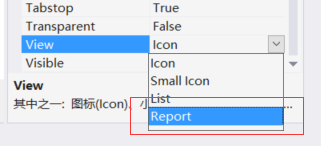 Tabstop True
Transparent False
View Icon
Visible Icon
Small Icon
View List
其中之一: 图标(Icon)、小 Report ...